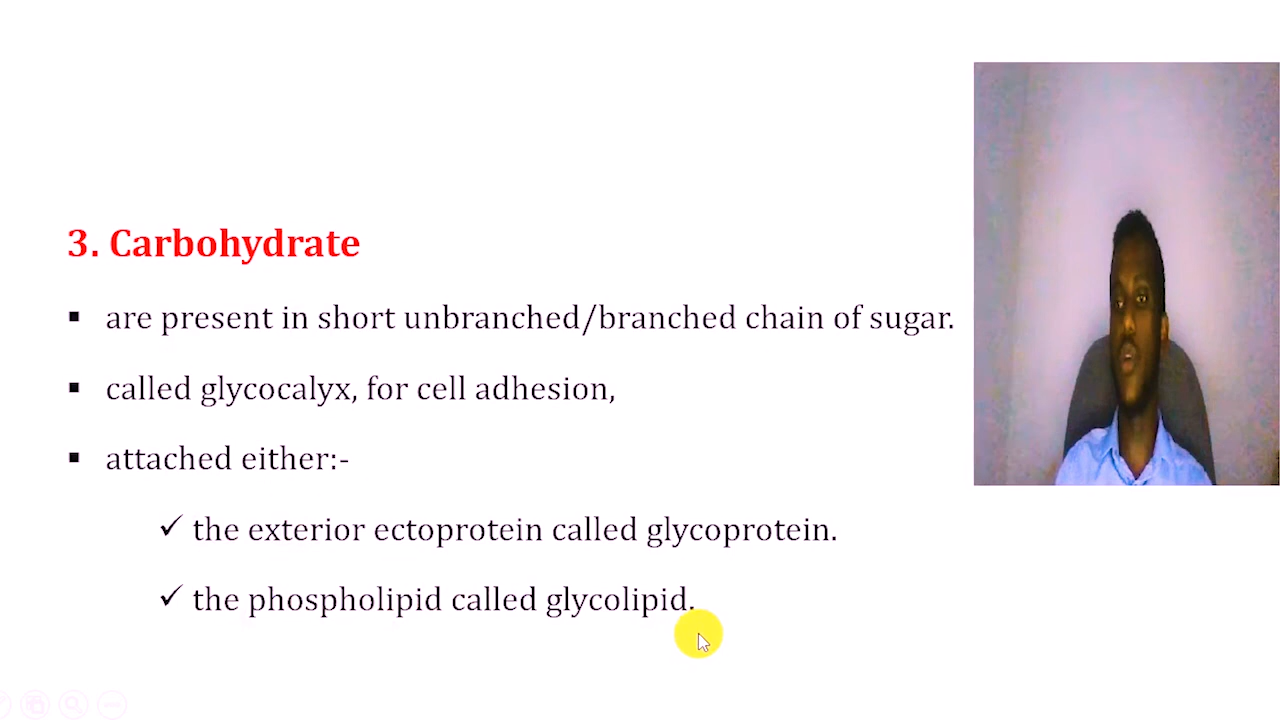 3. Carbohydrate
▪ are present in short unbranched/branched chain of sugar.
▪ called glycocalyx, for cell adhesion,
▪ attached either:-
✓ the exterior ectoprotein called glycoprotein.
✓ the phospholipid called glycolipid.